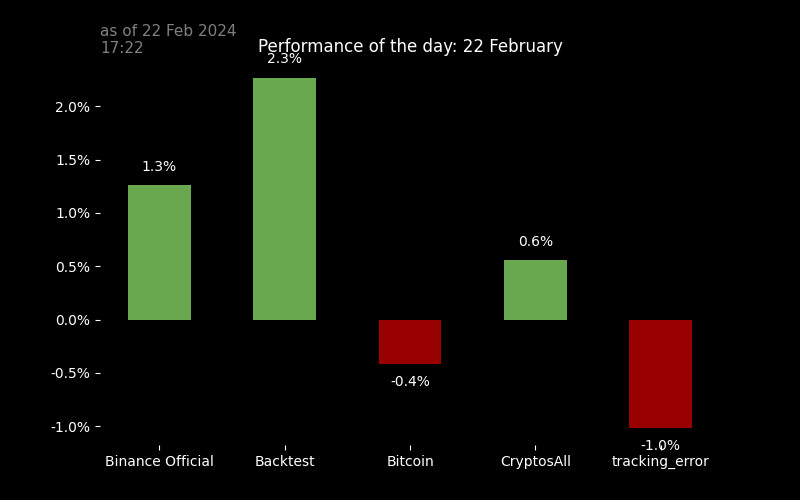 as of 22 Feb 2024
17:22
Performance of the day: 22 February
2.3%
2.0%
1.5%
1.3%
1.0%
0.6%
0.5%
0.0%
-0.4%
-0.5%
-1.0%
-1.0%
Binance Official
Backtest
Bitcoin
CryptosAll
tracking_error